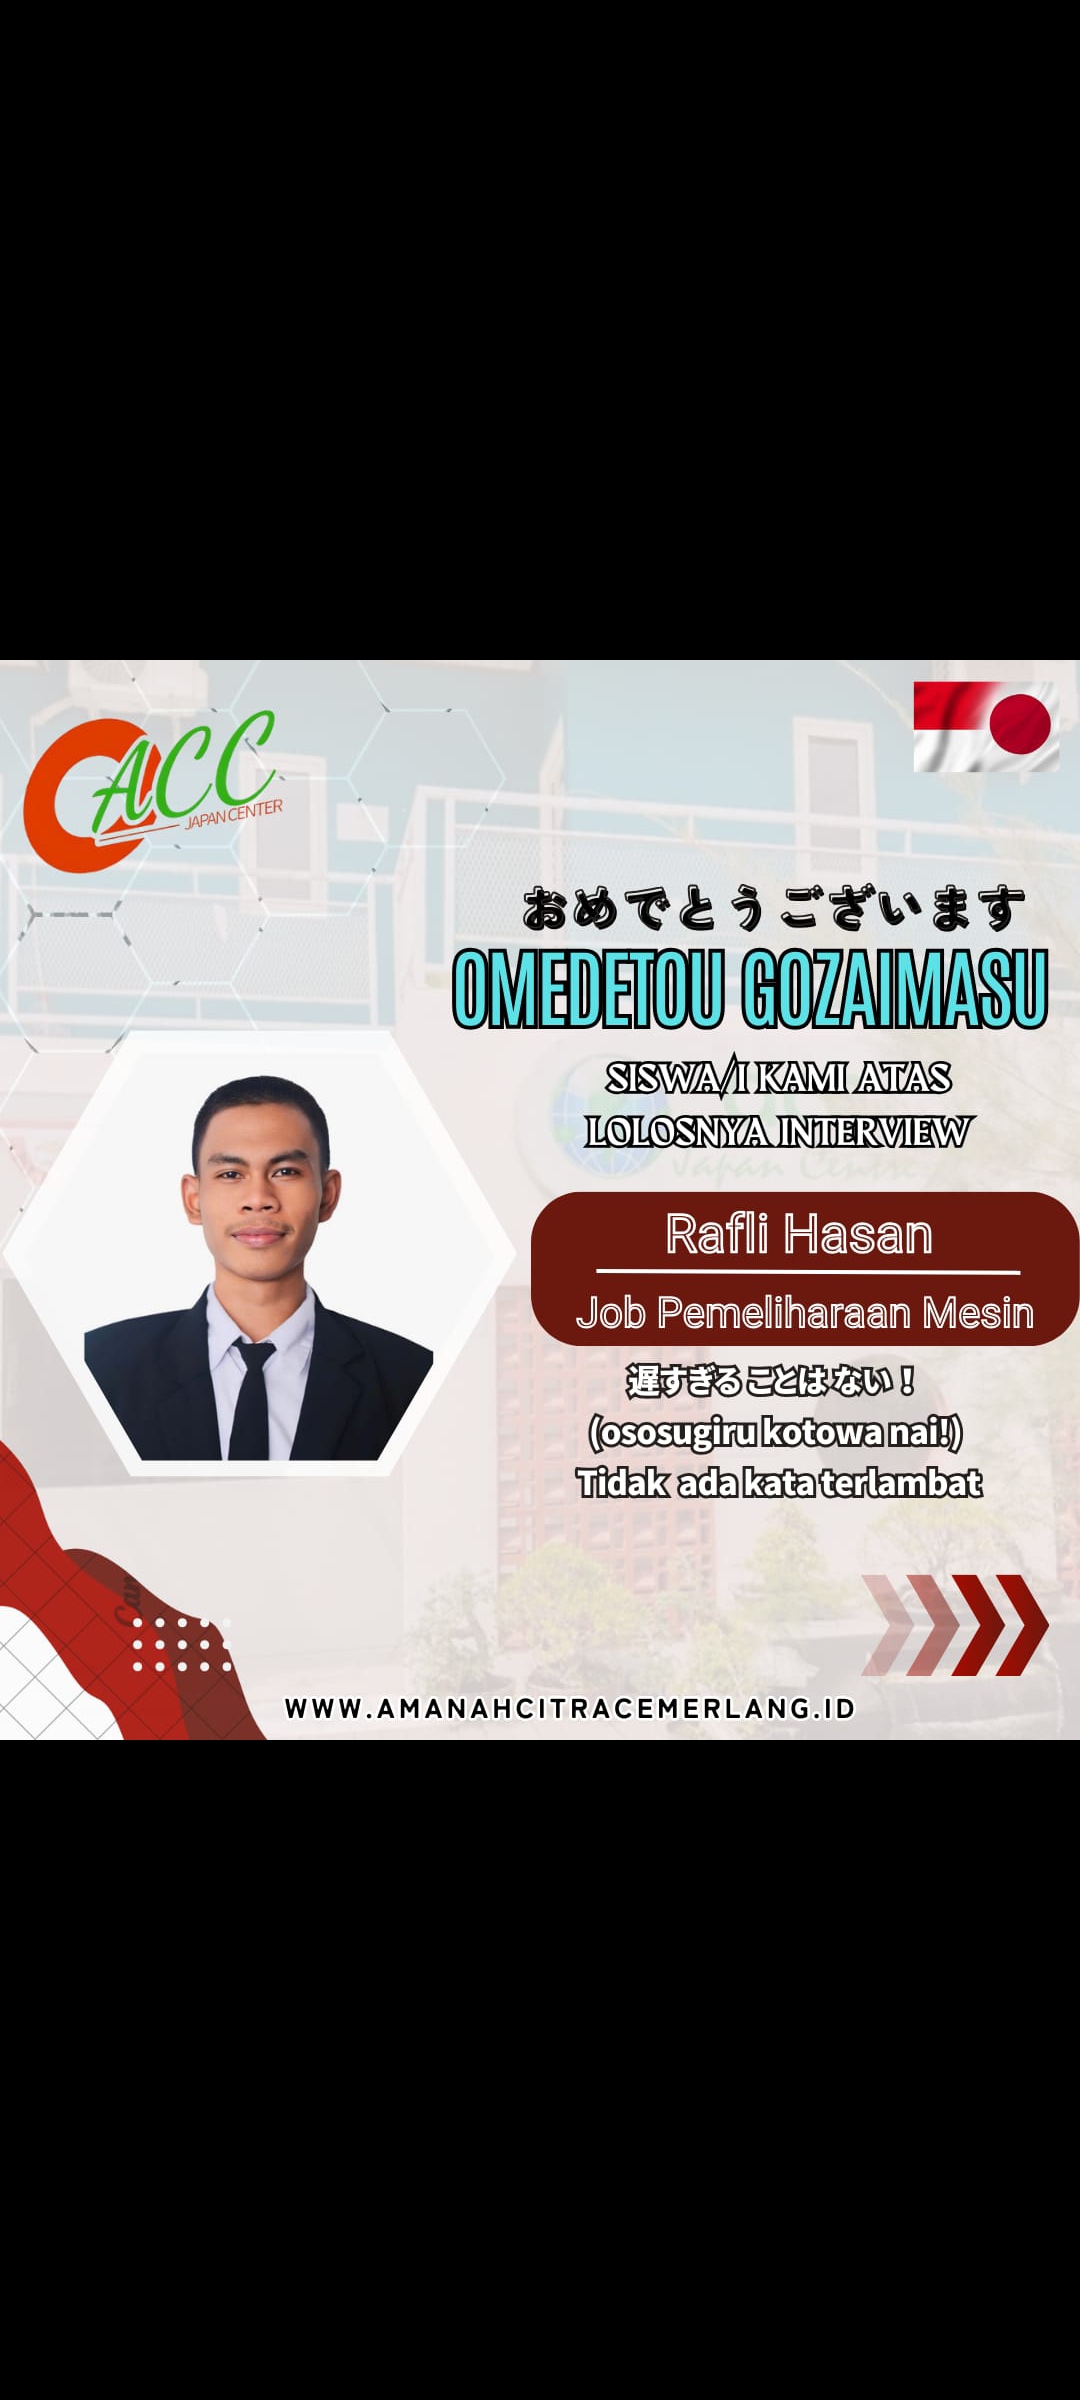 ACC
JAPAN CENTER
おめでとうございます
OMEDETOU GOZAIMASU
SISWA/I KAMI ATAS
LOLOSNYA INTERVIEW
Japan Cent
Rafli Hasan
Job Pemeliharaan Mesin
遅すぎることはない！
(ososugiru kotowa nai!)
Tidak ada kata terlambat
WWW.AMANAHCITRACEMERLANG.ID